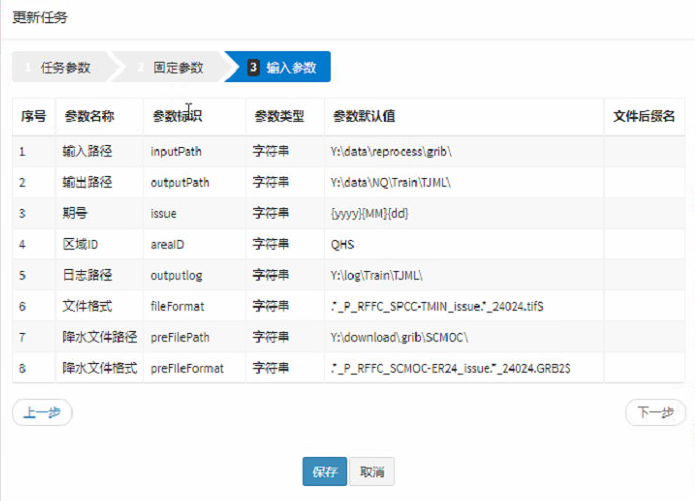 更新任务
1 任务参数 2 固定参数 3 输入参数
序号 参数名称 参数标识 参数类型 参数默认值 文件后缀名
1 输入路径 inputPath 字符串 Y:\data\reprocess\grib\
2 输出路径 outputPath 字符串 Y:\data\NQ\Train\TJML\
3 期号 issue 字符串 {yyyy}{MM}{dd}
4 区域ID areaID 字符串 QHS
5 日志路径 outputlog 字符串 Y:\log\Train\TJML\
6 文件格式 fileFormat 字符串 .*_P_RFFC_SPCC-TMIN_issue.*_24024.tif$
7 降水文件路径 preFilePath 字符串 Y:\download\grib\SCMOC\
8 降水文件格式 preFileFormat 字符串 .*_P_RFFC_SCMOC-ER24_issue.*_24024.GRB2$
上一步 下一步
保存 取消